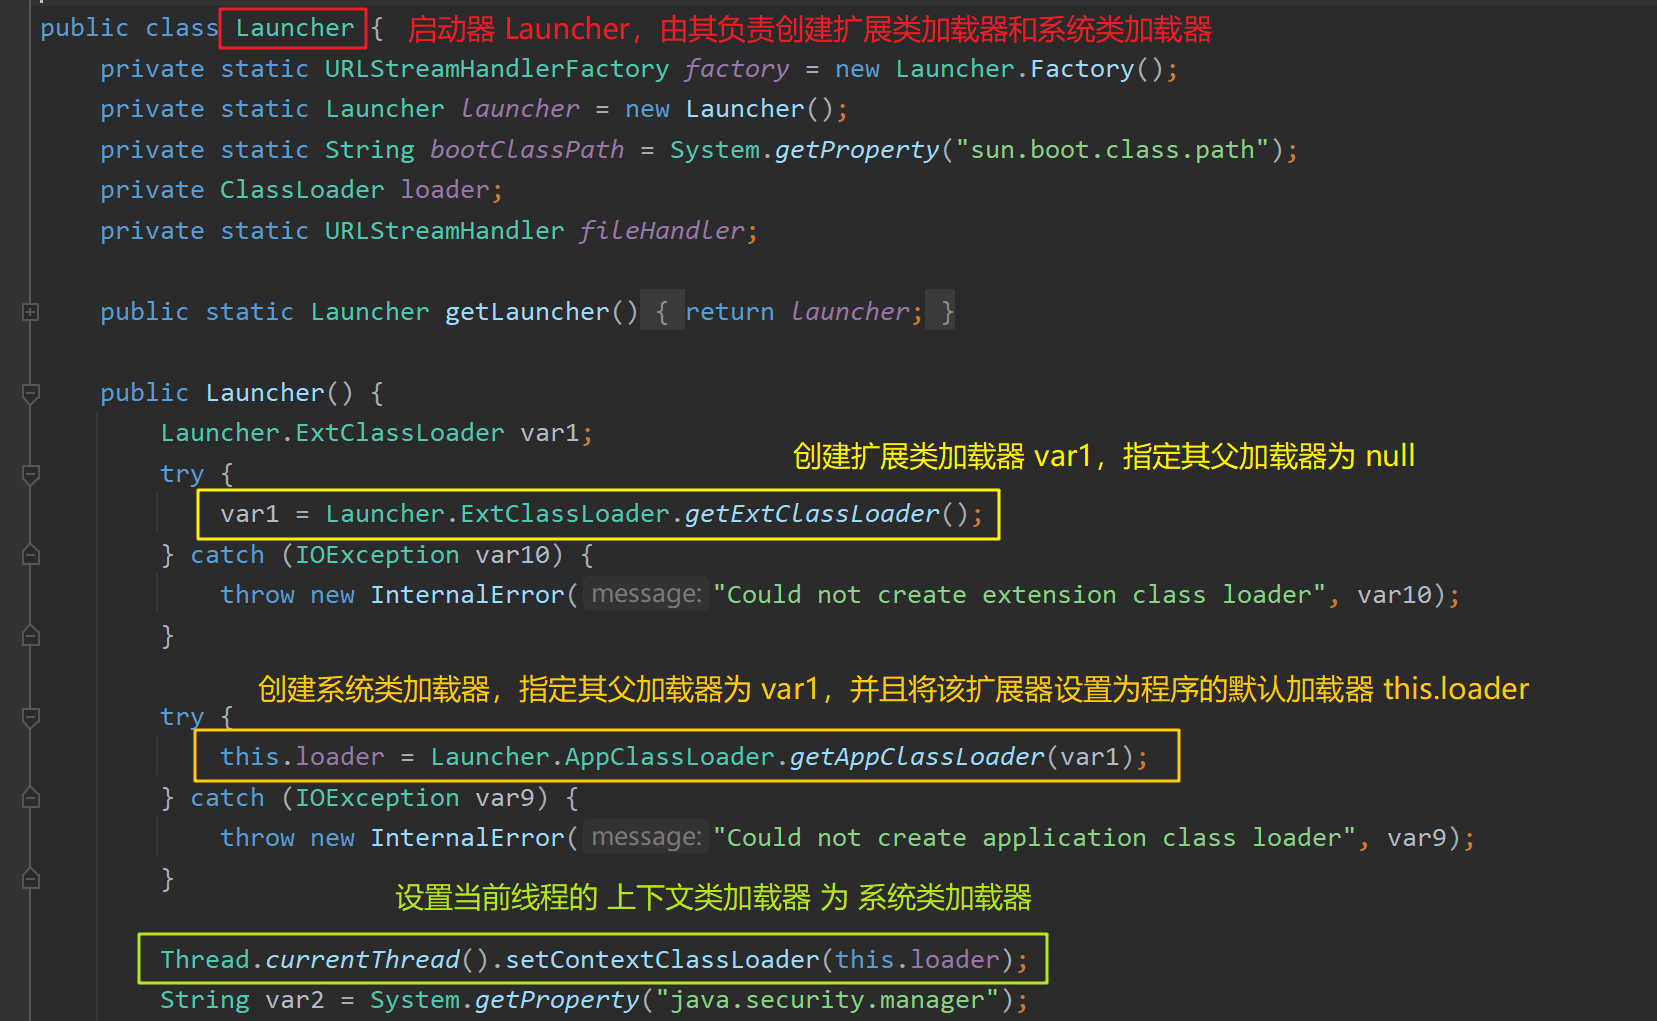 public class Launcher { 启动器 Launcher，由其负责创建扩展类加载器和系统类加载器
private static URLStreamHandlerFactory factory = new Launcher.Factory();
private static Launcher launcher = new Launcher();
private static String bootClassPath = System.getProperty("sun.boot.class.path");
private ClassLoader loader;
private static URLStreamHandler fileHandler;
public static Launcher getLauncher() { return launcher; }
public Launcher() {
Launcher.ExtClassLoader var1;
创建扩展类加载器 var1，指定其父加载器为 null
try {
var1 = Launcher.ExtClassLoader.getExtClassLoader();
} catch (IOException var10) {
throw new InternalError( message: "Could not create extension class loader", var10);
}
创建系统类加载器，指定其父加载器为 var1，并且将该扩展器设置为程序的默认加载器 this.loader
try {
this.loader = Launcher.AppClassLoader.getAppClassLoader(var1);
} catch (IOException var9) {
throw new InternalError( message: "Could not create application class loader", var9);
}
设置当前线程的 上下文类加载器 为 系统类加载器
Thread.currentThread().setContextClassLoader(this.loader);
String var2 = System.getProperty("java.security.manager");